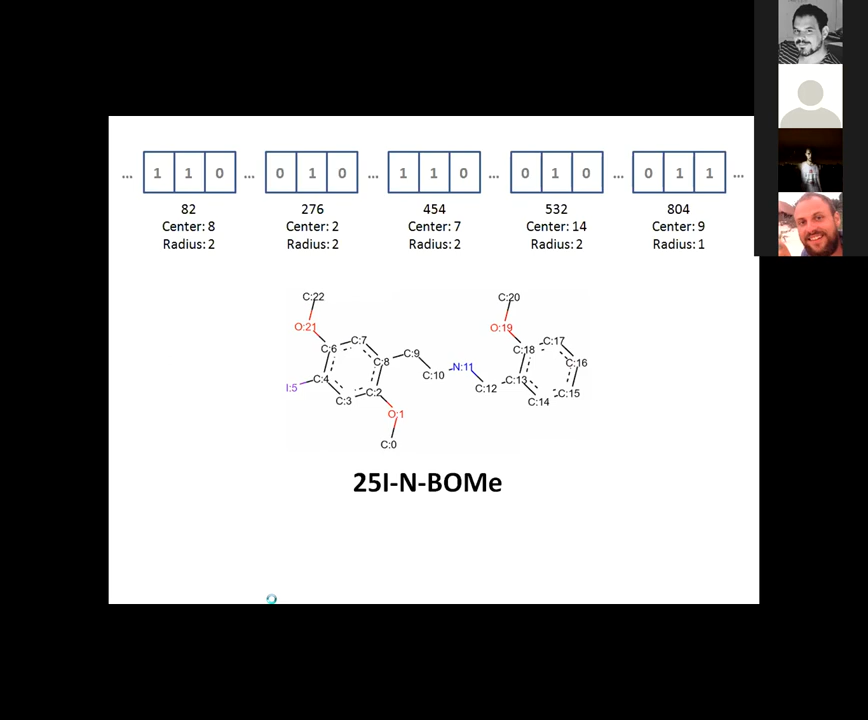 ... 1 1 0 ... 0 1 0 ... 1 1 0 ... 0 1 0 ... 0 1 1 ...
82 276 454 532 804
Center: 8 Center: 2 Center: 7 Center: 14 Center: 9
Radius: 2 Radius: 2 Radius: 2 Radius: 2 Radius: 1
C:22 C:20
O:21 O:19
C:6 C:7 C:18 C:17
C:8 C:9 C:16
I:5 C:4 C:10 N:11 C:13
C:3 C:2 C:12 C:14 C:15
O:1
C:0
25I-N-BOMe